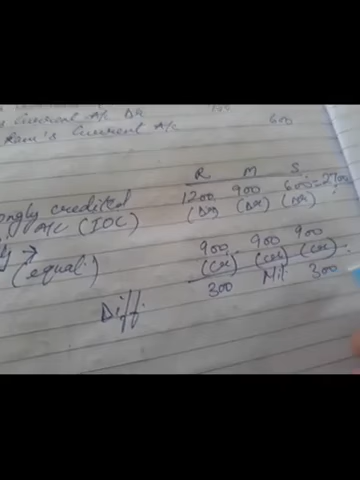 Current A/c Dr
Ram's Current A/c 600
R M S
ongly credited 1200 900 600 = 2700
A/c (IOC) (Dr) (Dr) (Dr)
y → 900 900 900
(equal) (Cr) (Cr) (Cr)
Diff. 300 Nil 300